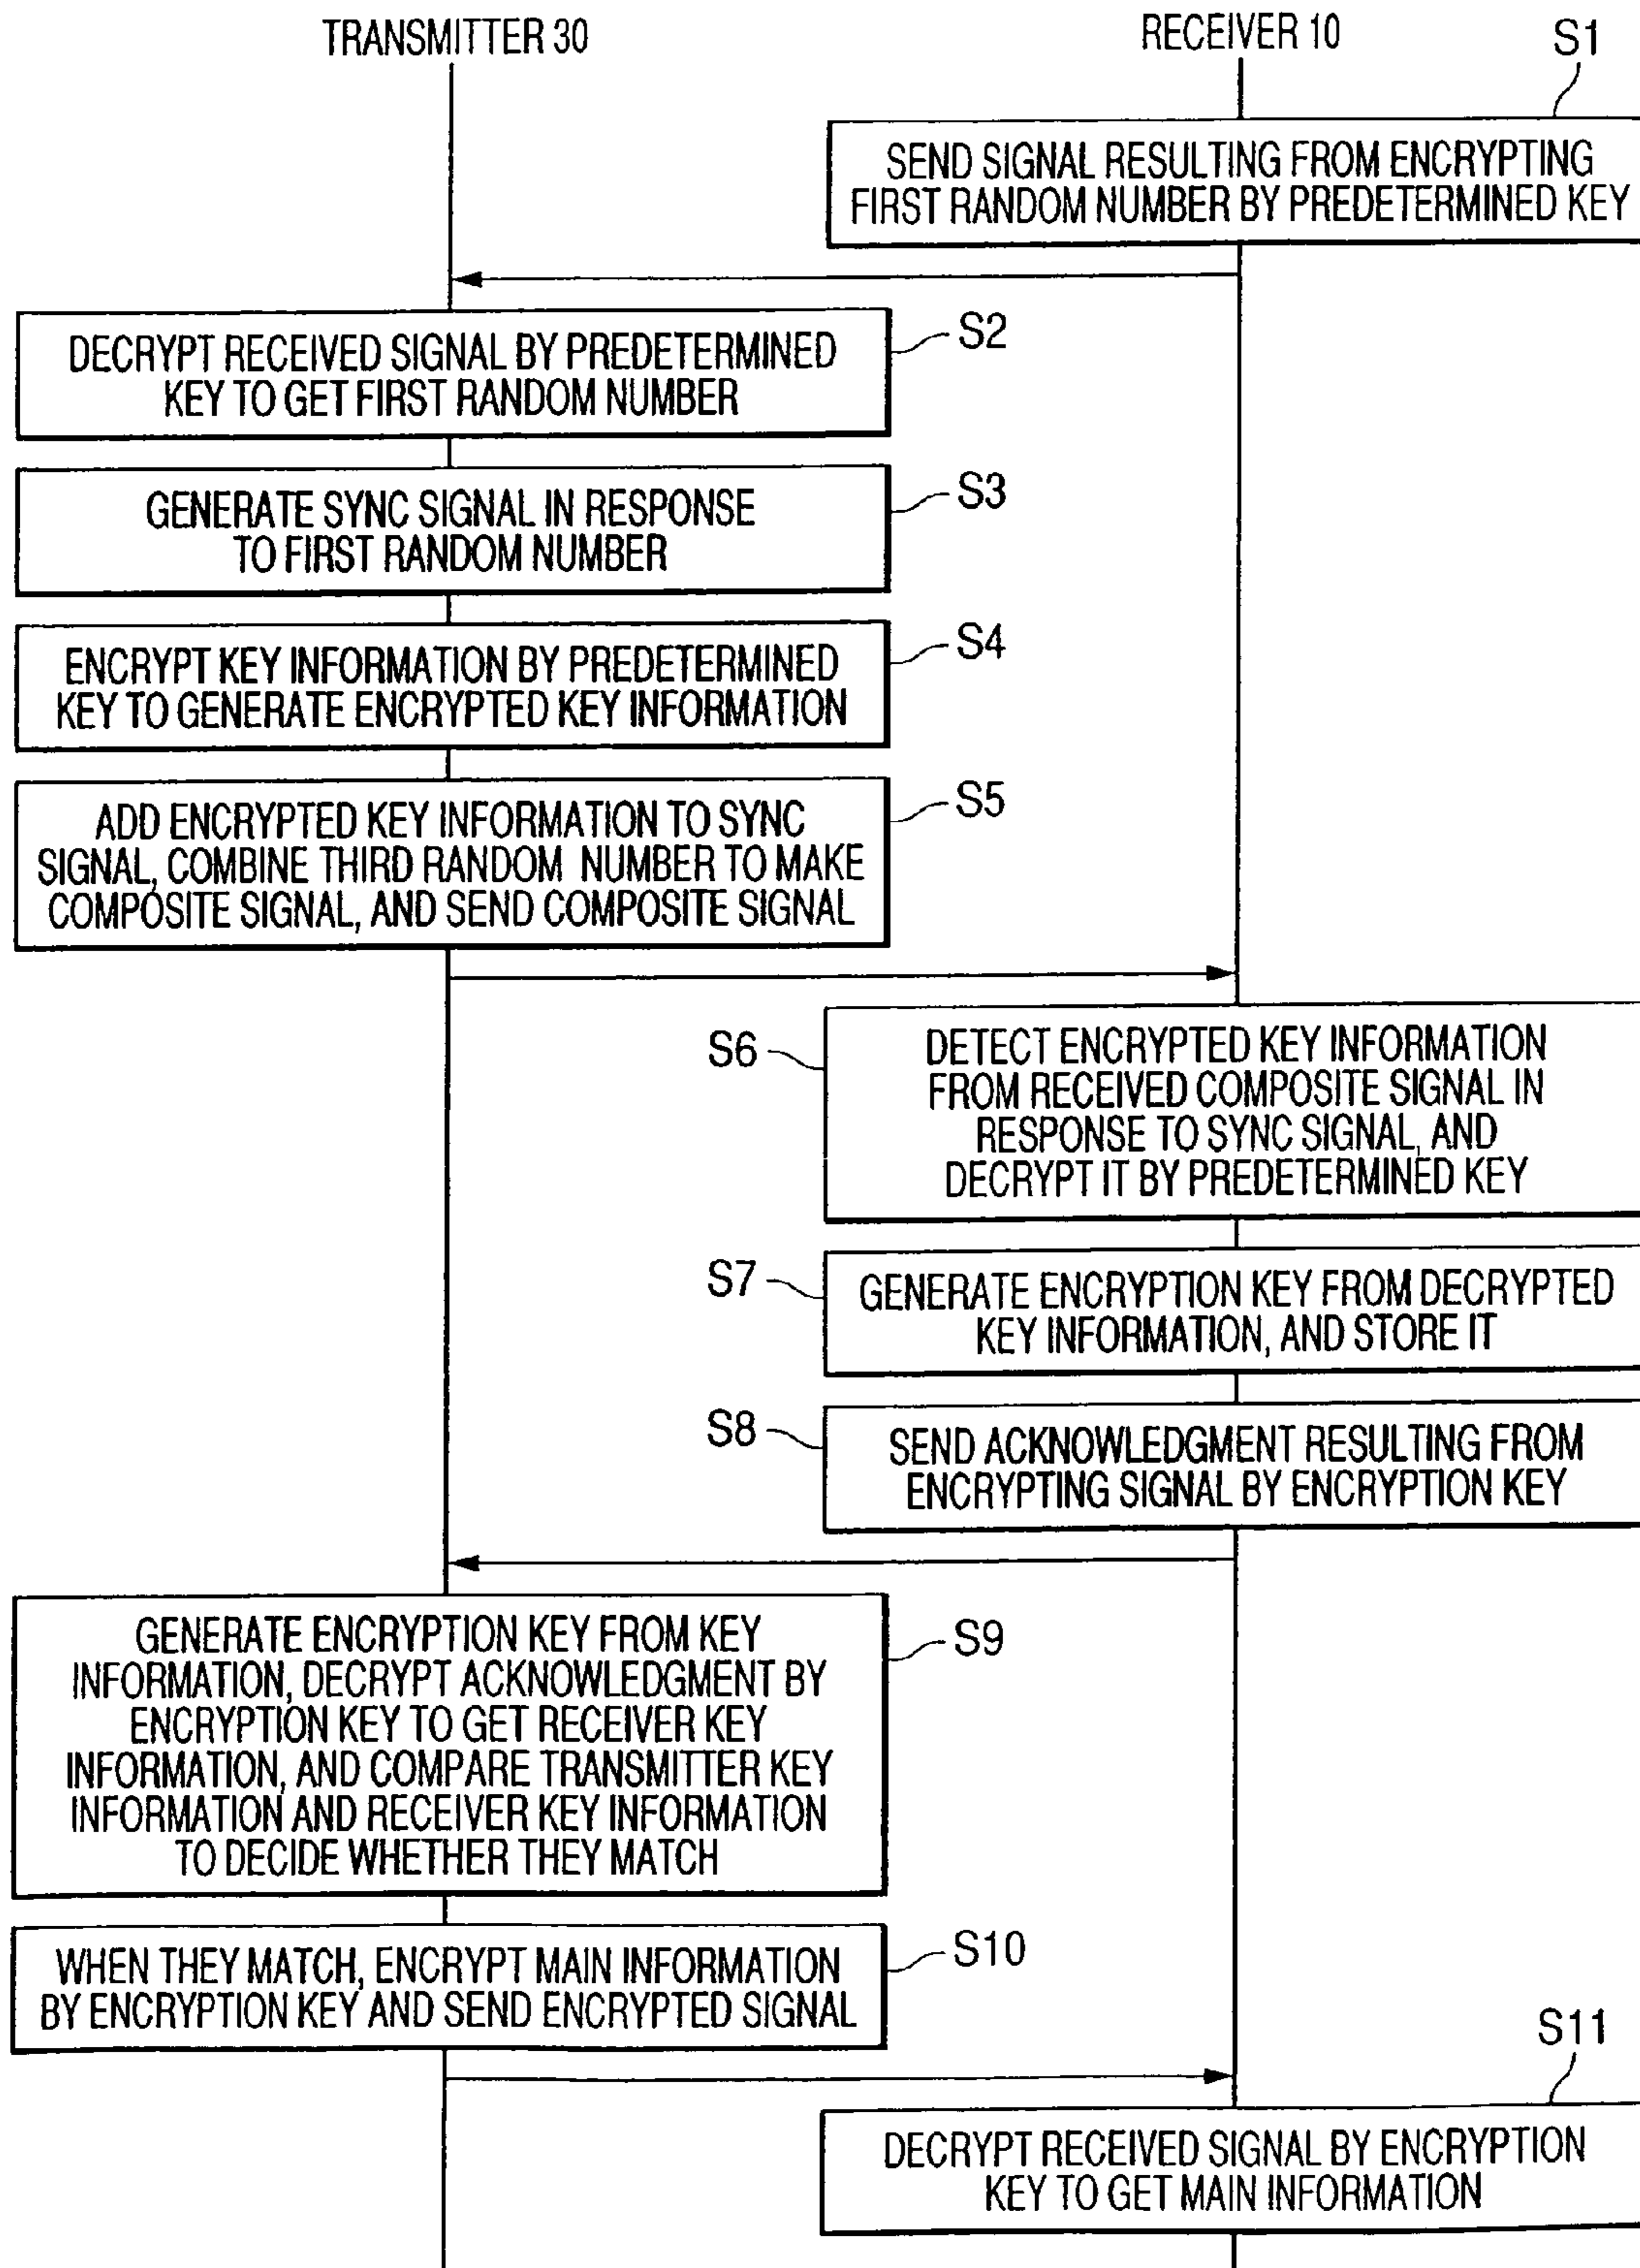 TRANSMITTER 30
RECEIVER 10
S1
SEND SIGNAL RESULTING FROM ENCRYPTING
FIRST RANDOM NUMBER BY PREDETERMINED KEY
DECRYPT RECEIVED SIGNAL BY PREDETERMINED
KEY TO GET FIRST RANDOM NUMBER
S2
GENERATE SYNC SIGNAL IN RESPONSE
TO FIRST RANDOM NUMBER
S3
ENCRYPT KEY INFORMATION BY PREDETERMINED
KEY TO GENERATE ENCRYPTED KEY INFORMATION
S4
ADD ENCRYPTED KEY INFORMATION TO SYNC
SIGNAL, COMBINE THIRD RANDOM NUMBER TO MAKE
COMPOSITE SIGNAL, AND SEND COMPOSITE SIGNAL
S5
S6
DETECT ENCRYPTED KEY INFORMATION
FROM RECEIVED COMPOSITE SIGNAL IN
RESPONSE TO SYNC SIGNAL, AND
DECRYPT IT BY PREDETERMINED KEY
S7
GENERATE ENCRYPTION KEY FROM DECRYPTED
KEY INFORMATION, AND STORE IT
S8
SEND ACKNOWLEDGMENT RESULTING FROM
ENCRYPTING SIGNAL BY ENCRYPTION KEY
GENERATE ENCRYPTION KEY FROM KEY
INFORMATION, DECRYPT ACKNOWLEDGMENT BY
ENCRYPTION KEY TO GET RECEIVER KEY
INFORMATION, AND COMPARE TRANSMITTER KEY
INFORMATION AND RECEIVER KEY INFORMATION
TO DECIDE WHETHER THEY MATCH
S9
WHEN THEY MATCH, ENCRYPT MAIN INFORMATION
BY ENCRYPTION KEY AND SEND ENCRYPTED SIGNAL
S10
S11
DECRYPT RECEIVED SIGNAL BY ENCRYPTION
KEY TO GET MAIN INFORMATION